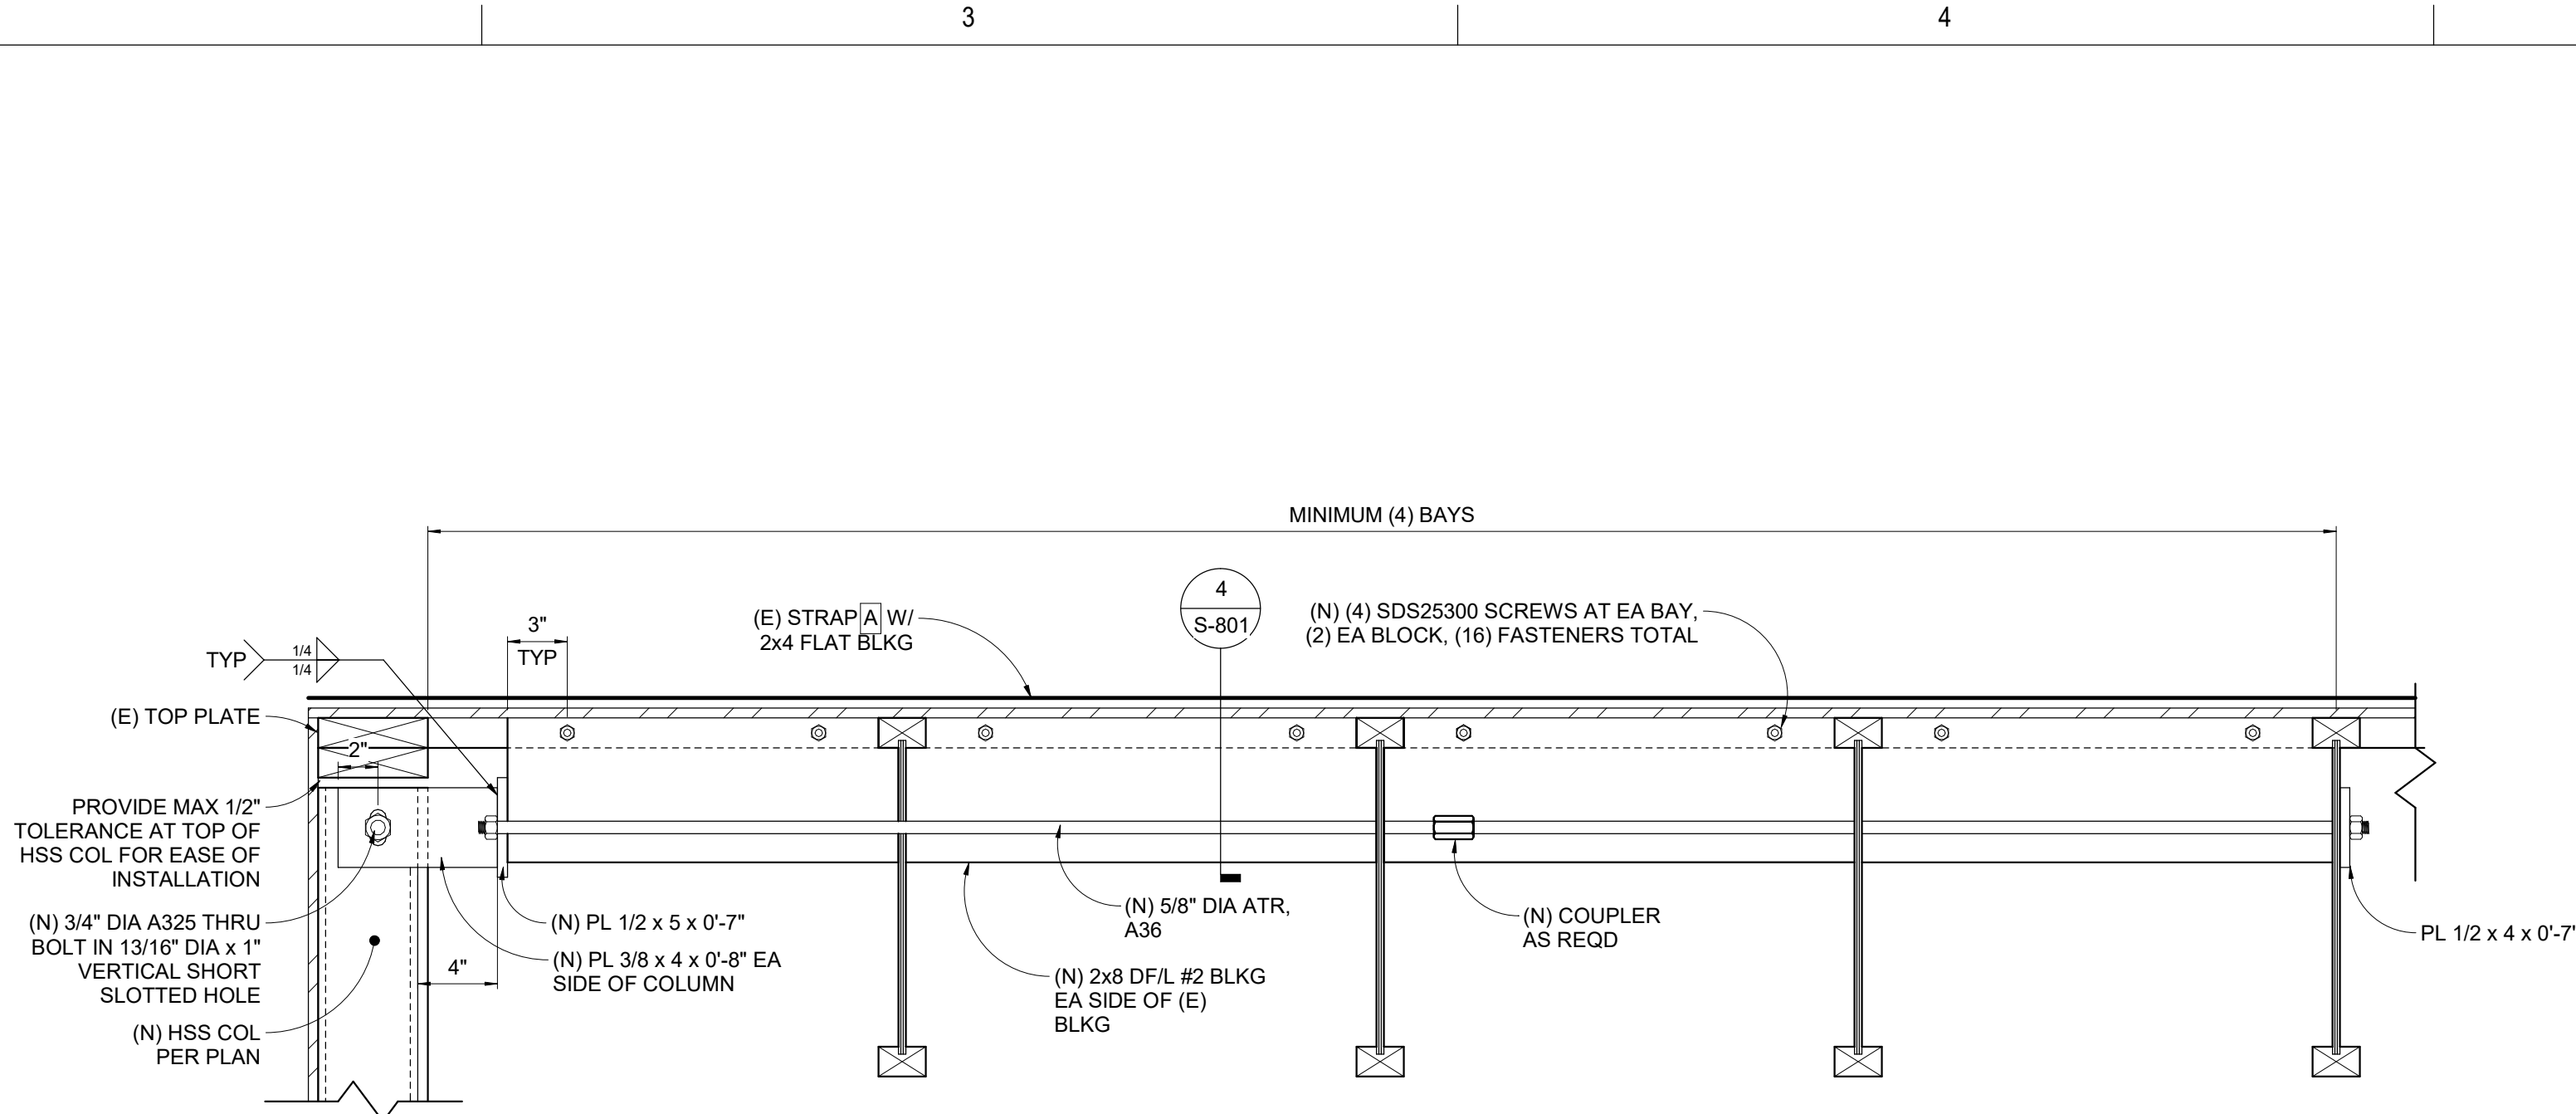 3
4
MINIMUM (4) BAYS
4
S-801
(E) STRAP A W/
2x4 FLAT BLKG
(N) (4) SDS25300 SCREWS AT EA BAY,
(2) EA BLOCK, (16) FASTENERS TOTAL
3"
TYP
TYP
1/4
1/4
(E) TOP PLATE
2"
PROVIDE MAX 1/2"
TOLERANCE AT TOP OF
HSS COL FOR EASE OF
INSTALLATION
(N) 3/4" DIA A325 THRU
BOLT IN 13/16" DIA x 1"
VERTICAL SHORT
SLOTTED HOLE
(N) HSS COL
PER PLAN
4"
(N) PL 1/2 x 5 x 0'-7"
(N) PL 3/8 x 4 x 0'-8" EA
SIDE OF COLUMN
(N) 5/8" DIA ATR,
A36
(N) 2x8 DF/L #2 BLKG
EA SIDE OF (E)
BLKG
(N) COUPLER
AS REQD
PL 1/2 x 4 x 0'-7"